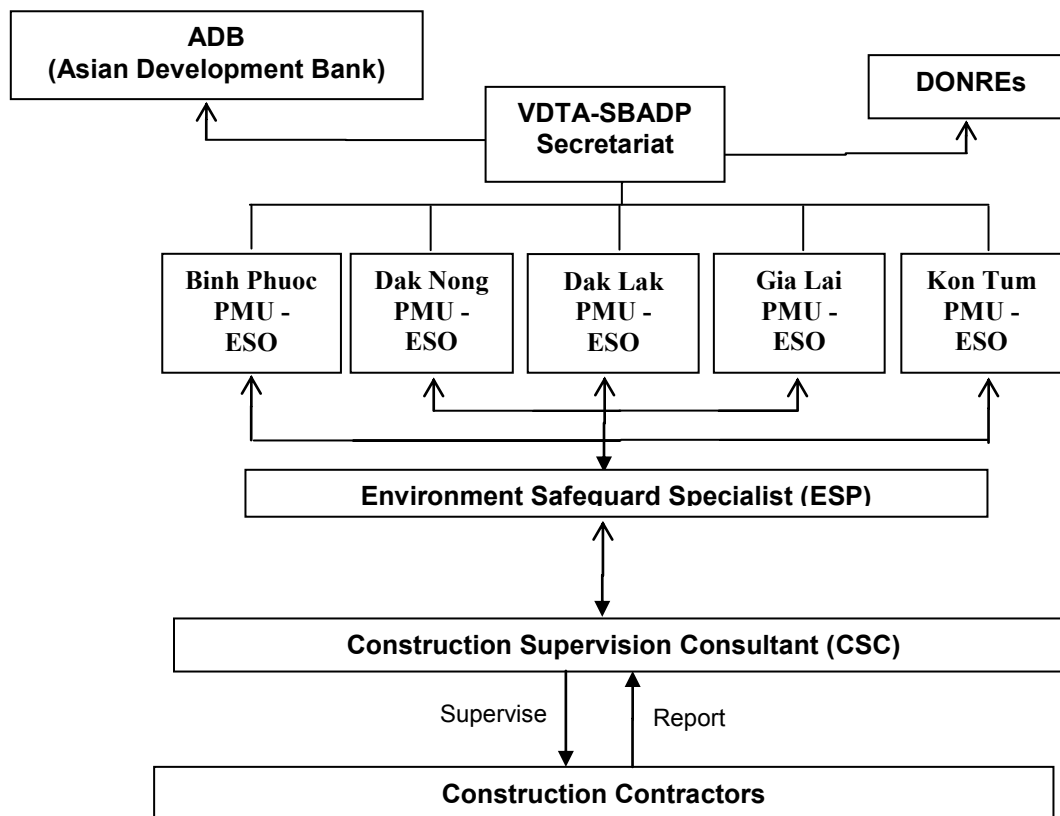 ADB
(Asian Development Bank)
DONREs
VDTA-SBADP
Secretariat
Binh Phuoc
PMU -
ESO
Dak Nong
PMU -
ESO
Dak Lak
PMU -
ESO
Gia Lai
PMU -
ESO
Kon Tum
PMU -
ESO
Environment Safeguard Specialist (ESP)
Construction Supervision Consultant (CSC)
Supervise
Report
Construction Contractors